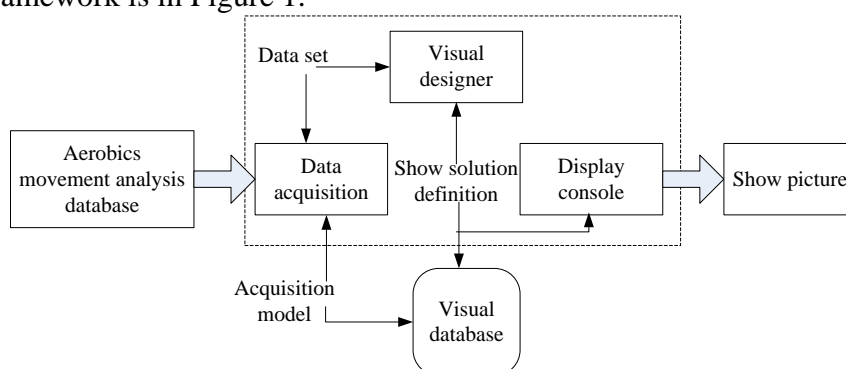 amework is in Figure 1.
Data set
Visual
designer
Aerobics
movement analysis
database
Data
acquisition
Show solution
definition
Display
console
Show picture
Acquisition
model
Visual
database